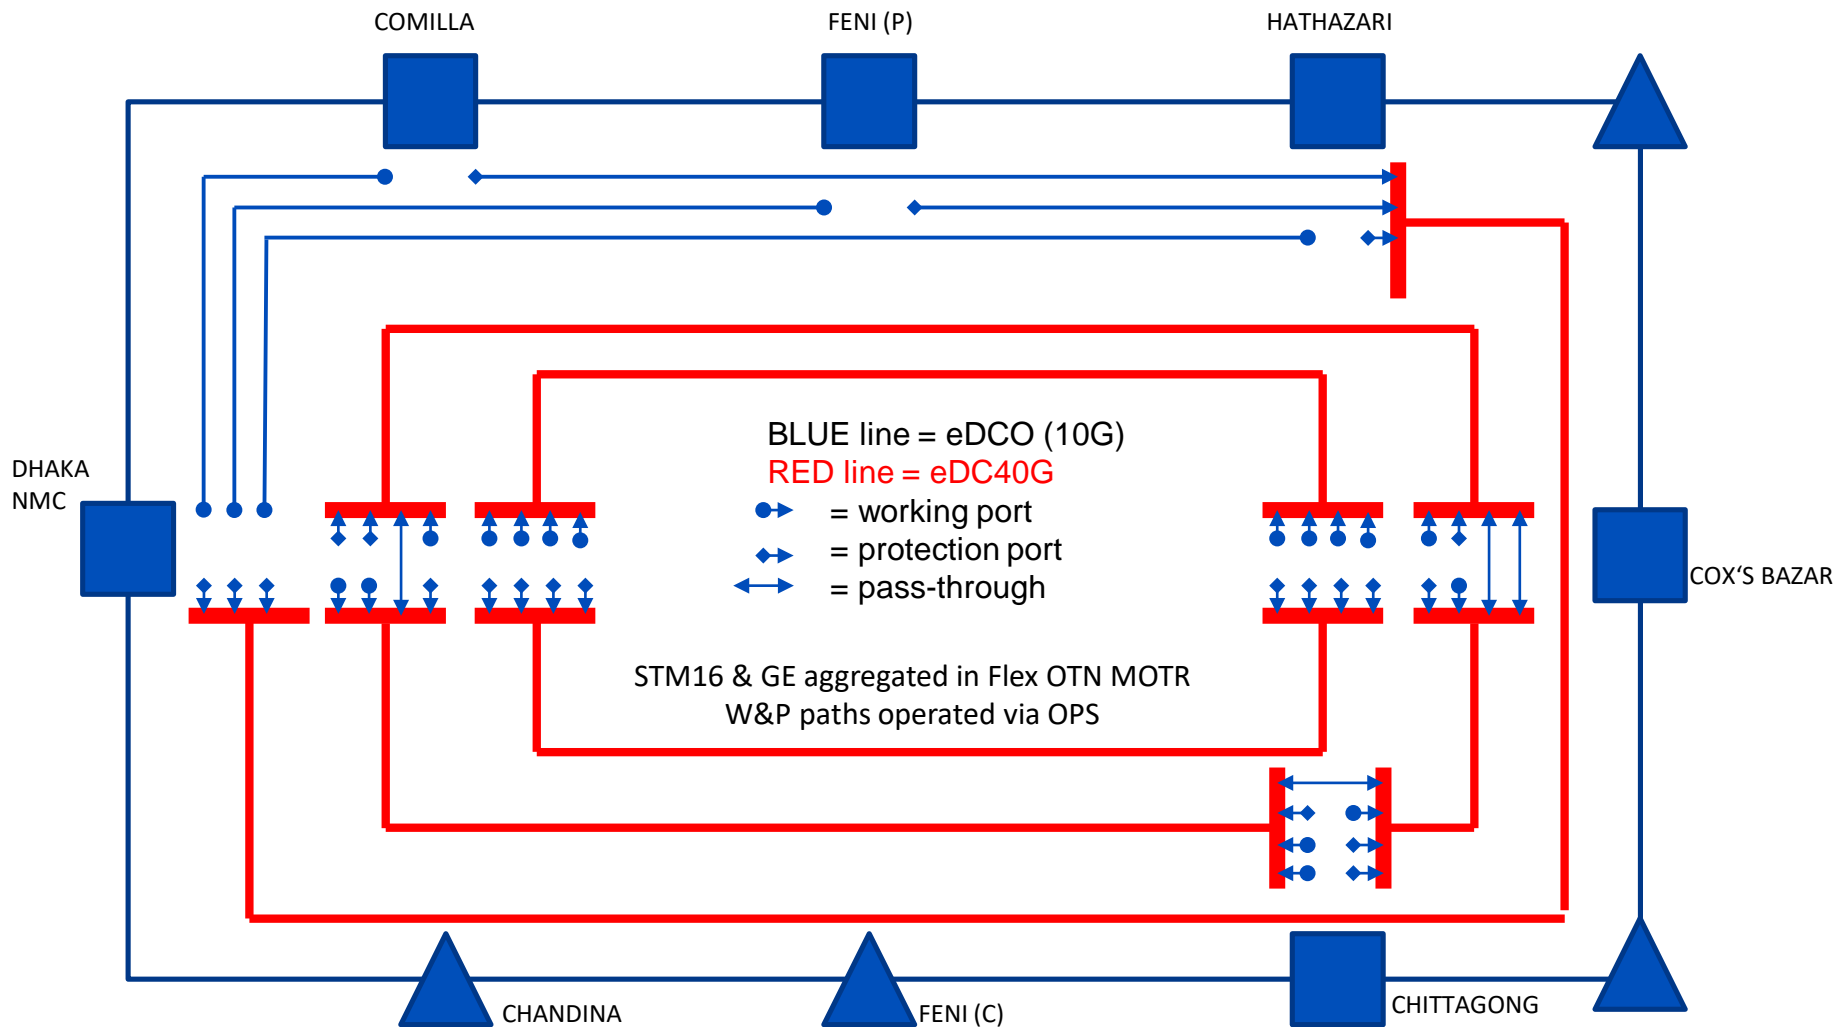 COMILLA
FENI (P)
HATHAZARI
BLUE line = eDCO (10G)
RED line = eDC40G
= working port
= protection port
= pass-through
DHAKA
NMC
COX‘S BAZAR
STM16 & GE aggregated in Flex OTN MOTR
W&P paths operated via OPS
CHANDINA
FENI (C)
CHITTAGONG